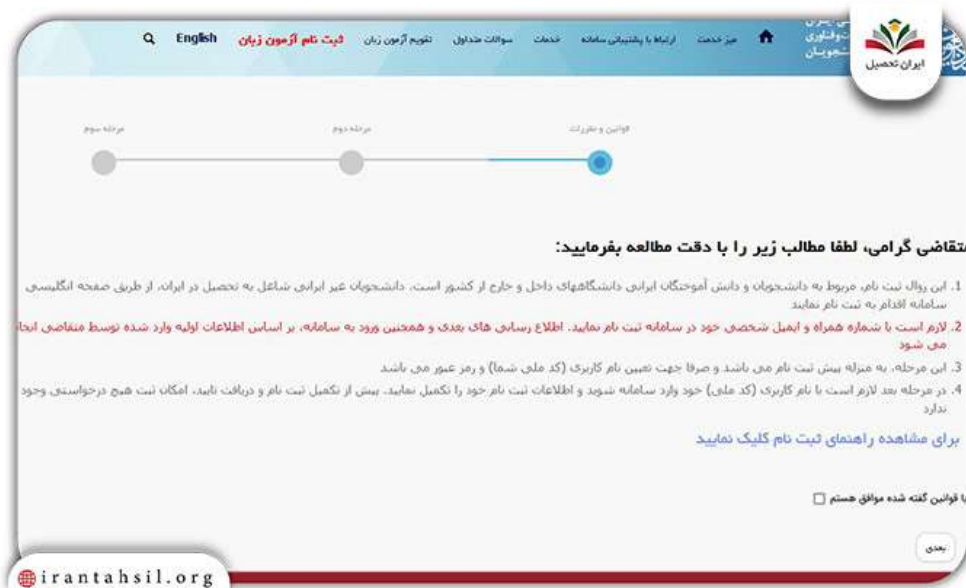 میز خدمت ارتباط با پشتیبانی سامانه خدمات سوالات متداول تقویم آزمون زبان ثبت نام آزمون زبان English
ایران تحصیل
قوانین و مقررات مرحله دوم مرحله سوم
متقاضی گرامی، لطفا مطالب زیر را با دقت مطالعه بفرمایید:
1. این روال ثبت نام، مربوط به دانشجویان و دانش آموختگان ایرانی دانشگاههای داخل و خارج از کشور است. دانشجویان غیر ایرانی شاغل به تحصیل در ایران، از طریق صفحه انگلیسی
سامانه اقدام به ثبت نام نمایند
2. لازم است با شماره همراه و ایمیل شخصی خود در سامانه ثبت نام نمایید. اطلاع رسانی های بعدی و همچنین ورود به سامانه، بر اساس اطلاعات اولیه وارد شده توسط متقاضی انجا
می شود
3. این مرحله، به منزله پیش ثبت نام می باشد و صرفا جهت تعیین نام کاربری (کد ملی شما) و رمز عبور می باشد
4. در مرحله بعد لازم است با نام کاربری (کد ملی) خود وارد سامانه شوید و اطلاعات ثبت نام خود را تکمیل نمایید. پیش از تکمیل ثبت نام و دریافت تایید، امکان ثبت هیچ درخواستی وجود
ندارد
برای مشاهده راهنمای ثبت نام کلیک نمایید
با قوانین گفته شده موافق هستم
بعدی
irantahsil.org